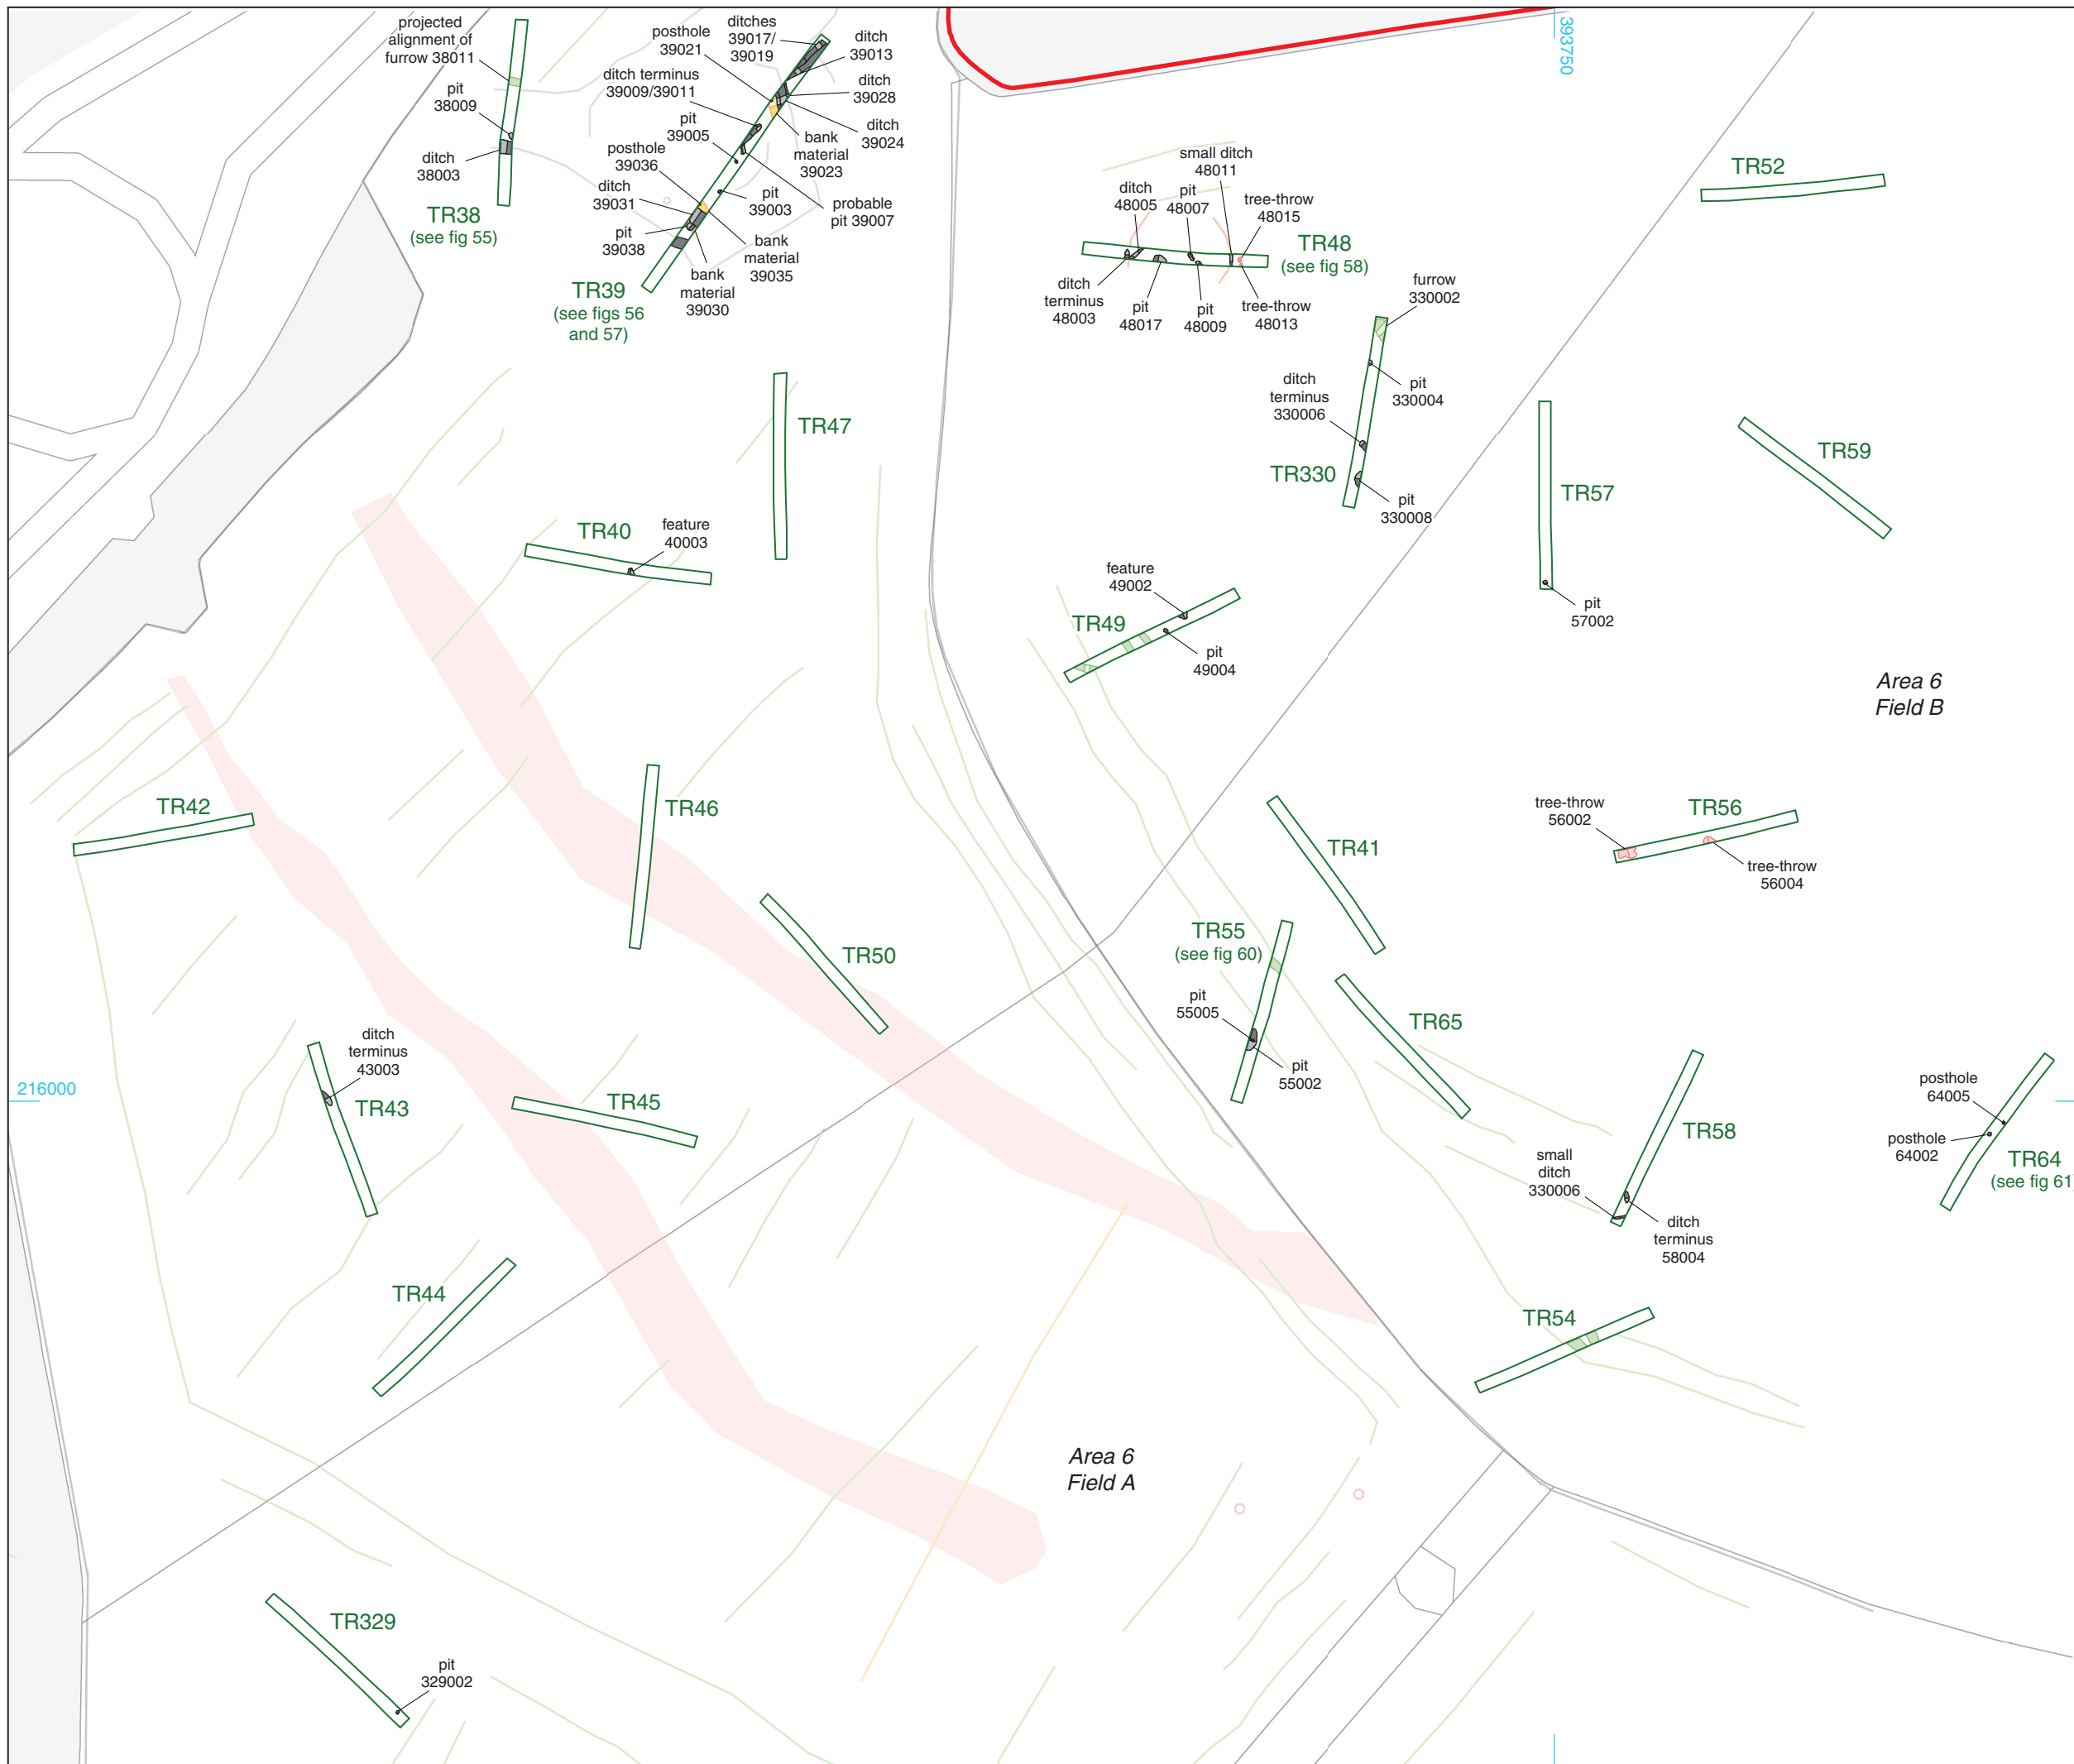 projected
alignment of
furrow 38011
pit
38009
ditch
38003
TR38
(see fig 55)
posthole
39021
ditches
39017/
39019
ditch
39013
ditch terminus
39009/39011
ditch
39028
pit
39005
ditch
39024
bank
material
39023
posthole
39036
ditch
39031
pit
39003
probable
pit 39007
pit
39038
bank
material
39035
bank
material
39030
TR39
(see figs 56
and 57)
393750
small ditch
48011
ditch
48005
pit
48007
tree-throw
48015
TR48
(see fig 58)
ditch
terminus
48003
pit
48017
pit
48009
tree-throw
48013
TR52
furrow
330002
pit
330004
ditch
terminus
330006
TR330
pit
330008
TR47
TR57
TR59
TR40
feature
40003
feature
49002
TR49
pit
49004
pit
57002
Area 6
Field B
TR42
TR46
TR41
tree-throw
56002
TR56
tree-throw
56004
TR50
TR55
(see fig 60)
pit
55005
pit
55002
TR65
216000
ditch
terminus
43003
TR43
TR45
TR58
small
ditch
330006
ditch
terminus
58004
posthole
64005
posthole
64002
TR64
(see fig 61)
TR44
TR54
Area 6
Field A
TR329
pit
329002